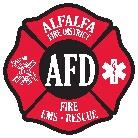 ALFALFA
FIRE DISTRICT
AFD
FIRE
EMS - RESCUE